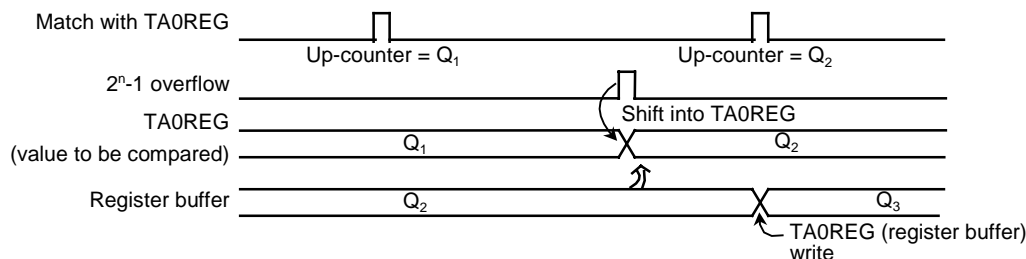 Match with TA0REG
Up-counter = Q1
Up-counter = Q2
2ⁿ-1 overflow
Shift into TA0REG
TA0REG
(value to be compared)
Q1
Q2
Register buffer
Q2
Q3
TA0REG (register buffer)
write